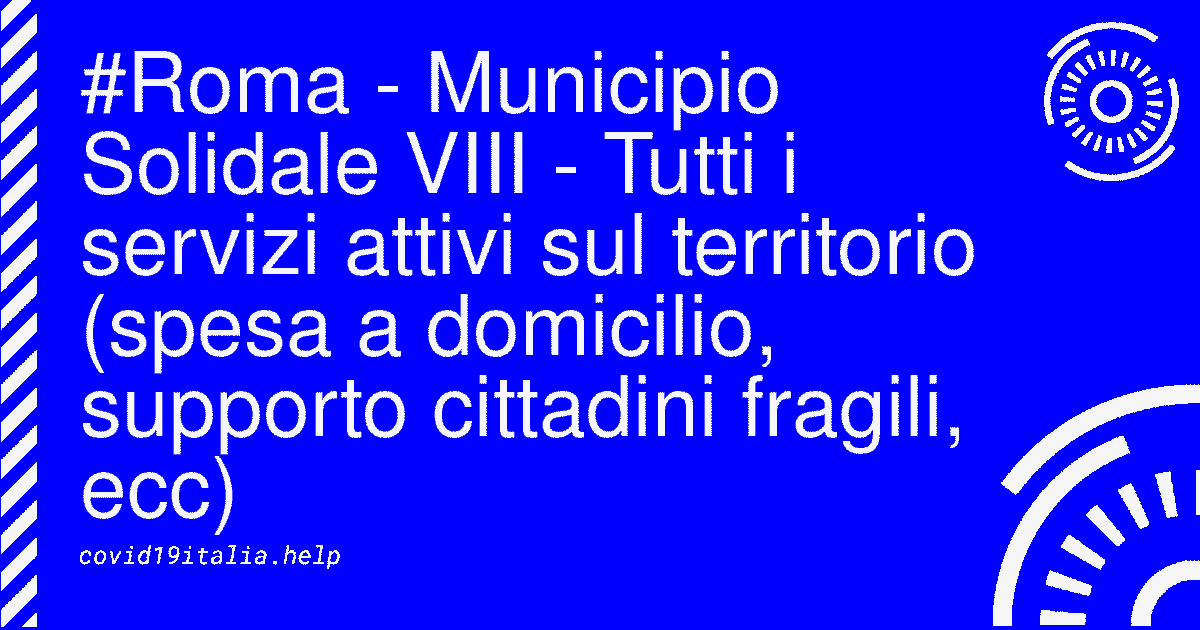 #Roma - Municipio
Solidale VIII - Tutti i
servizi attivi sul territorio
(spesa a domicilio,
supporto cittadini fragili,
ecc)
covid19italia.help